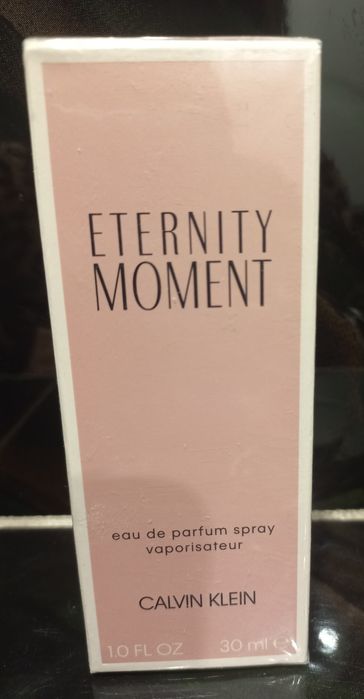 ETERNITY
MOMENT
eau de parfum spray
vaporisateur
CALVIN KLEIN
1.0 FL OZ 30 ml ℮